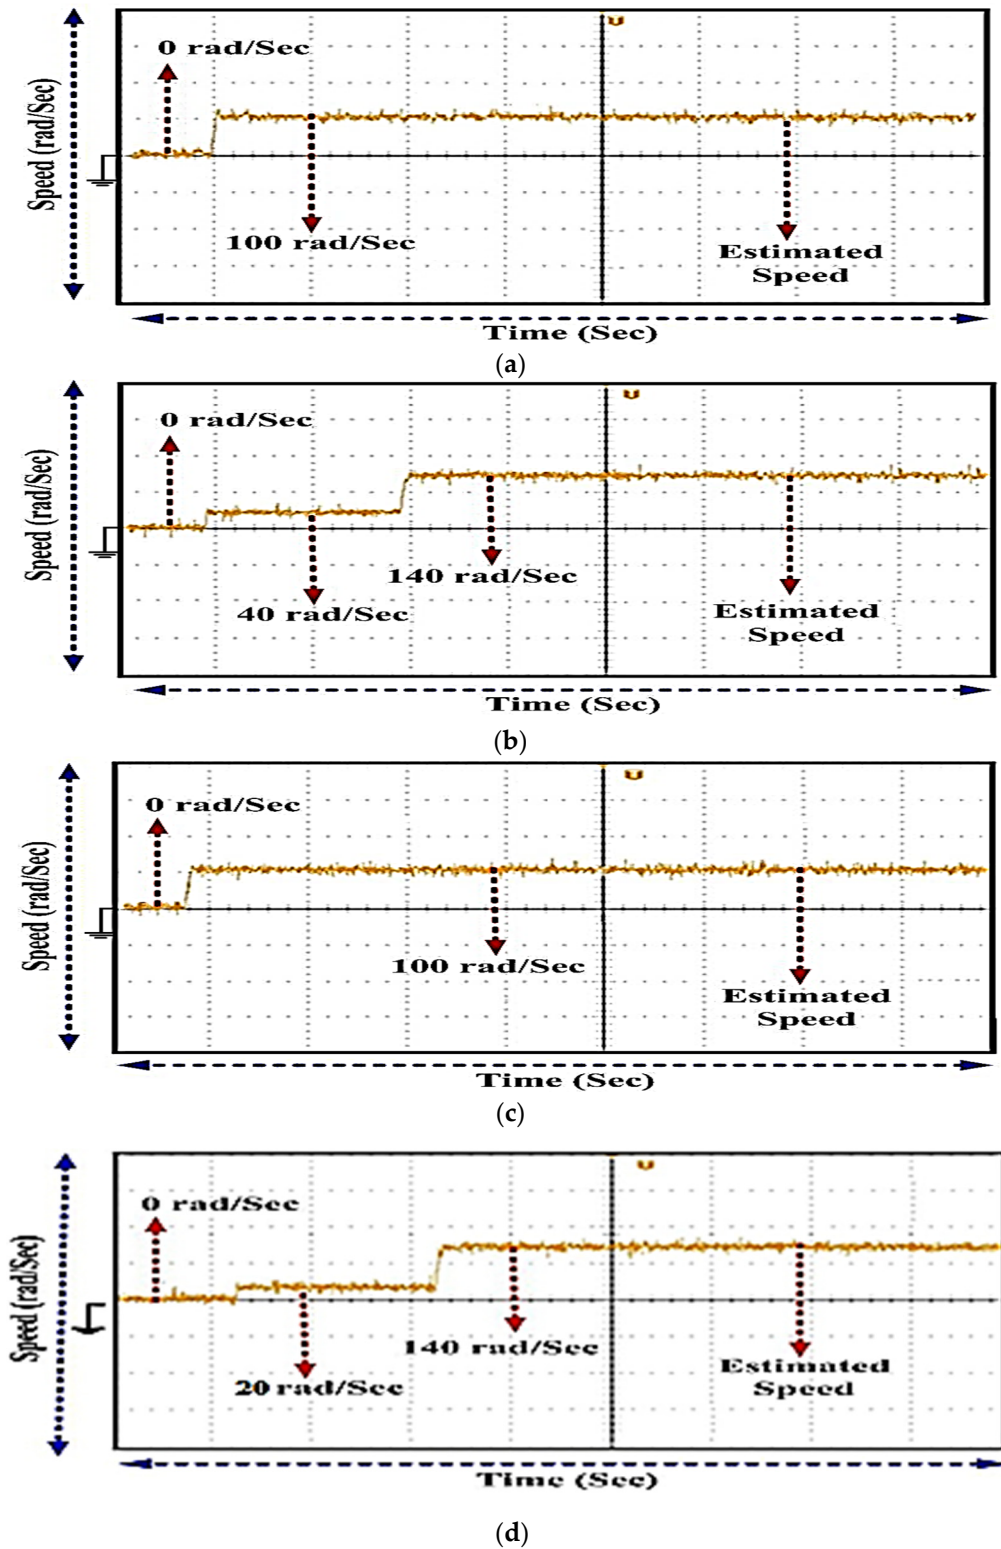 0 rad/Sec
Speed (rad/Sec)
100 rad/Sec
Estimated
Speed
Time (Sec)
(a)
0 rad/Sec
Speed (rad/Sec)
140 rad/Sec
40 rad/Sec
Estimated
Speed
Time (Sec)
(b)
0 rad/Sec
Speed (rad/Sec)
100 rad/Sec
Estimated
Speed
Time (Sec)
(c)
0 rad/Sec
Speed (rad/Sec)
140 rad/Sec
20 rad/Sec
Estimated
Speed
Time (Sec)
(d)